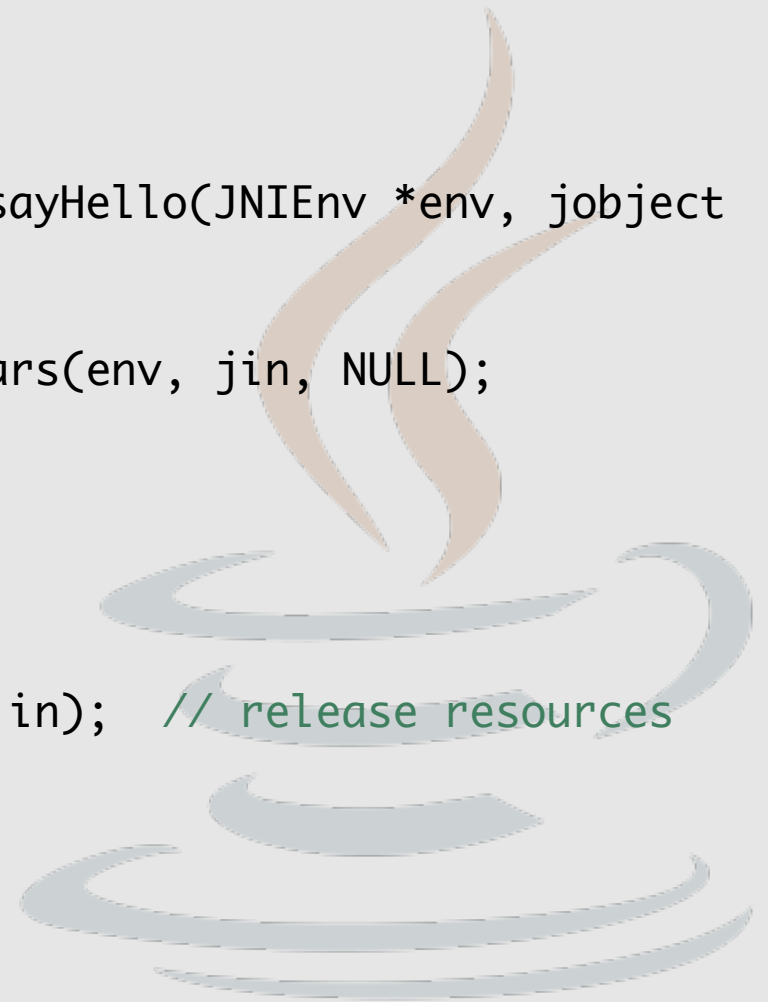 sayHello(JNIEnv *env, jobject
ars(env, jin, NULL);
in); // release resources